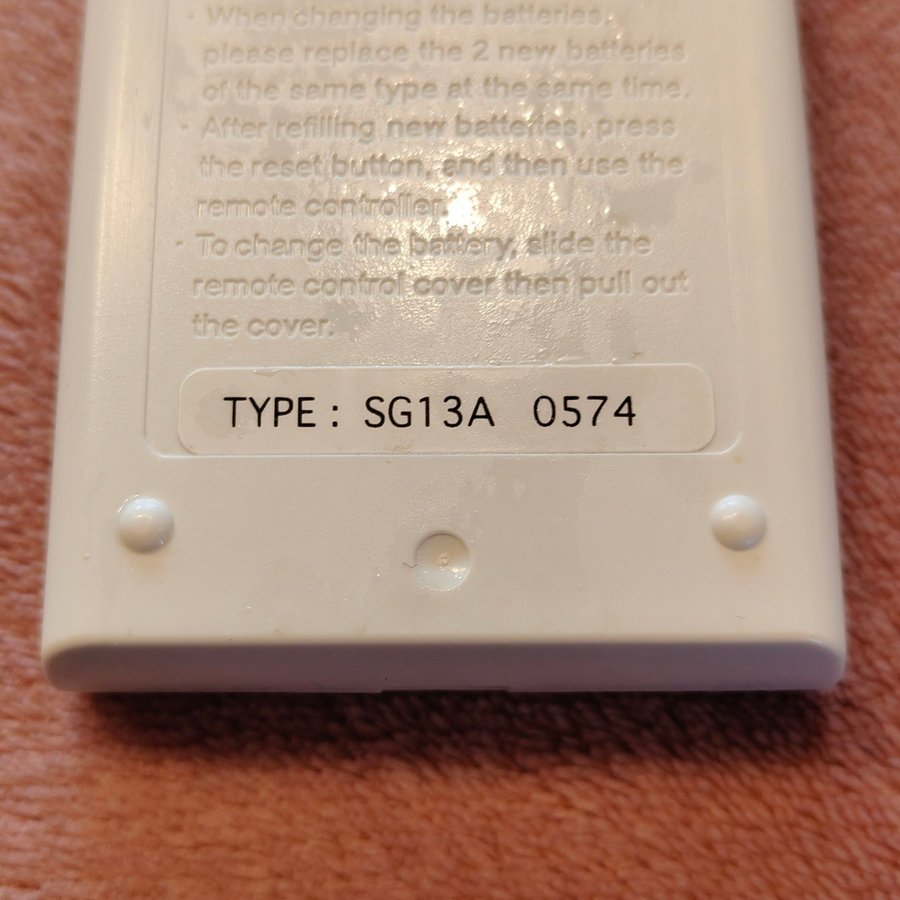 · When changing the batteries,
please replace the 2 new batteries
of the same type at the same time.
· After refilling new batteries, press
the reset button, and then use the
remote controller.
· To change the battery, slide the
remote control cover then pull out
the cover.
TYPE : SG13A 0574